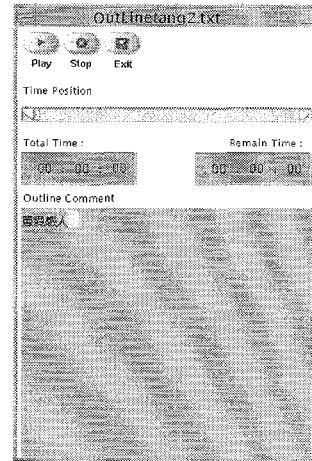 OutLinetang2.txt
Play Stop Exit
Time Position
Total Time : Remain Time :
00 : 00 : 00 00 : 00 : 00
Outline Comment